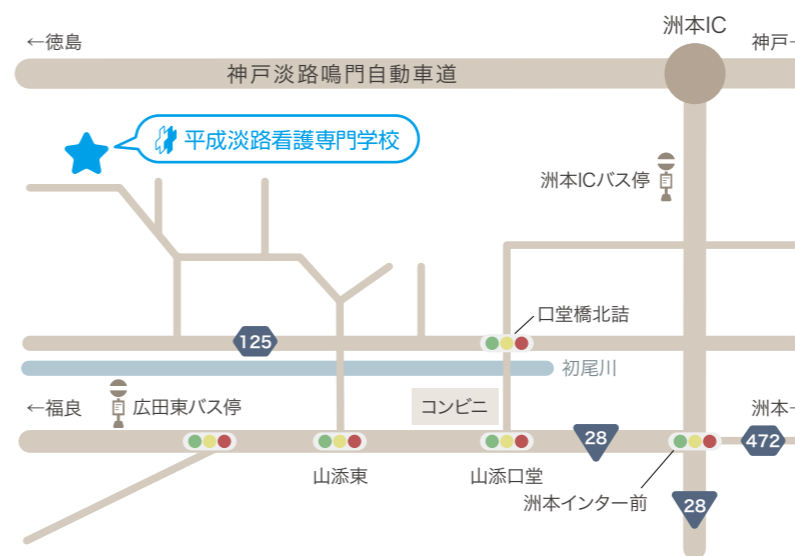 洲本IC
←徳島
神戸
神戸淡路鳴門自動車道
平成淡路看護専門学校
洲本ICバス停
口堂橋北詰
125
初尾川
←福良
広田東バス停
コンビニ
洲本
28
472
山添東
山添口堂
洲本インター前
28